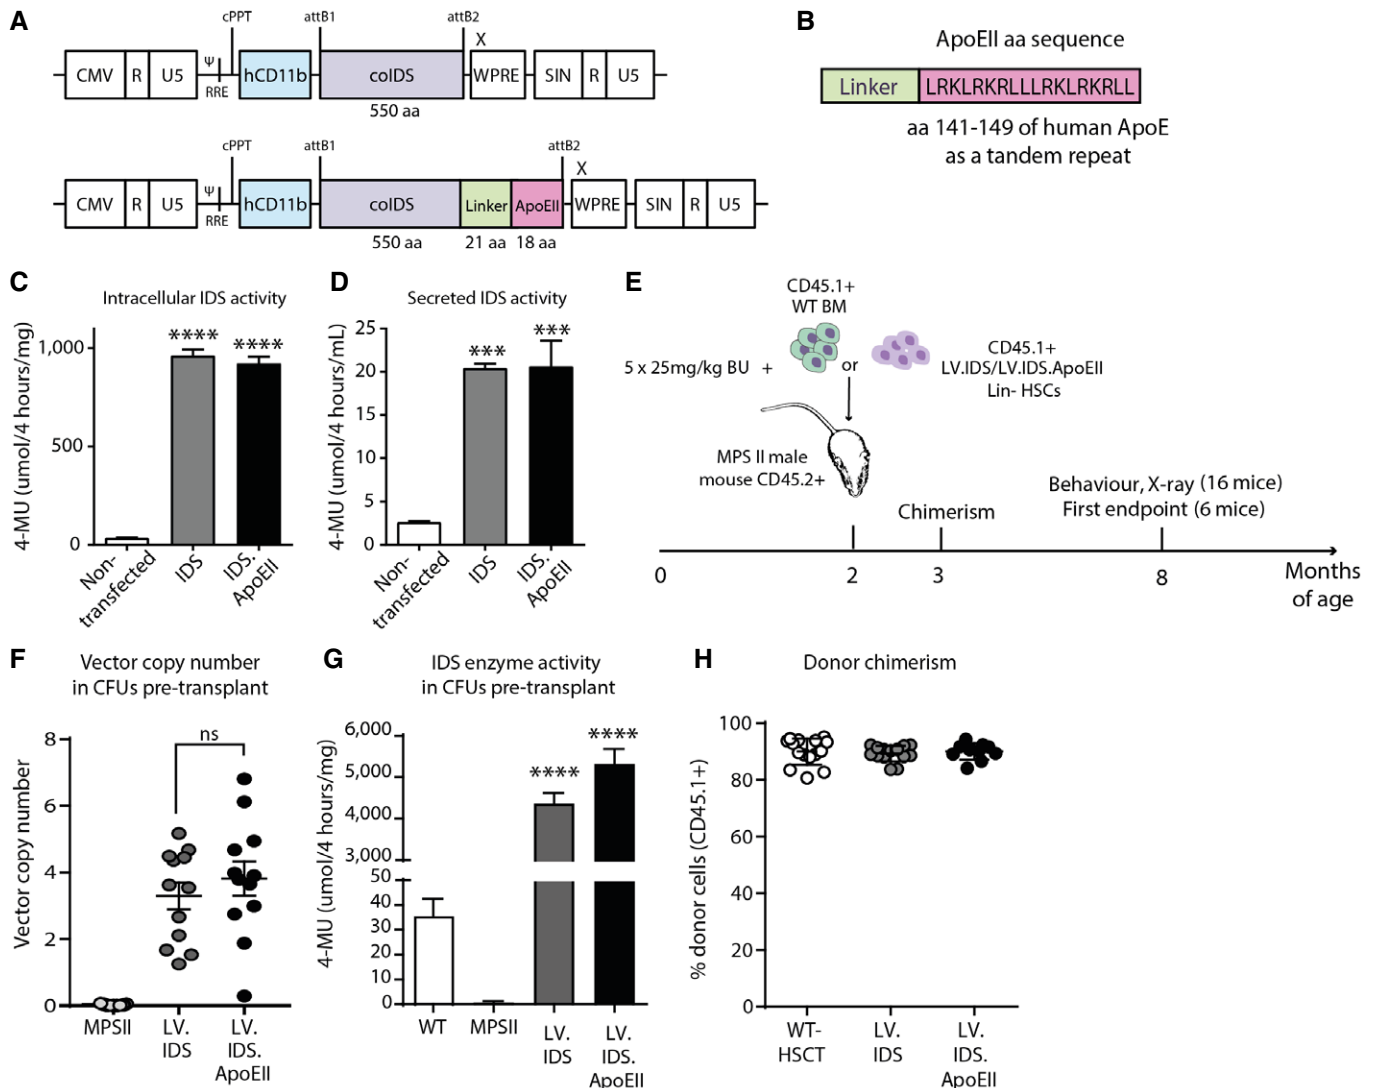 A
cPPT
attB1
attB2
X
CMV
R
U5
Ψ
RRE
hCD11b
coIDS
WPRE
SIN
R
U5
550 aa
cPPT
attB1
attB2
X
CMV
R
U5
Ψ
RRE
hCD11b
coIDS
Linker
ApoEII
WPRE
SIN
R
U5
550 aa
21 aa
18 aa
B
ApoEII aa sequence
Linker
LRKLRKRLLLRKLRKRLL
aa 141-149 of human ApoE
as a tandem repeat
C
Intracellular IDS activity
4-MU (umol/4 hours/mg)
1,000
500
0
****
****
Non-
transfected
IDS
IDS.
ApoEII
D
Secreted IDS activity
4-MU (umol/4 hours/mL)
25
20
15
10
5
0
***
***
Non-
transfected
IDS
IDS.
ApoEII
E
CD45.1+
WT BM
5 x 25mg/kg BU +
or
CD45.1+
LV.IDS/LV.IDS.ApoEII
Lin- HSCs
MPS II male
mouse CD45.2+
Chimerism
Behaviour, X-ray (16 mice)
First endpoint (6 mice)
0
2
3
8
Months
of age
F
Vector copy number
in CFUs pre-transplant
Vector copy number
8
6
4
2
0
ns
MPSII
LV.
IDS
LV.
IDS.
ApoEII
G
IDS enzyme activity
in CFUs pre-transplant
4-MU (umol/4 hours/mg)
6,000
5,000
4,000
3,000
50
40
30
20
10
0
****
****
WT
MPSII
LV.
IDS
LV.
IDS.
ApoEII
H
Donor chimerism
% donor cells (CD45.1+)
100
80
60
40
20
0
WT-
HSCT
LV.
IDS
LV.
IDS.
ApoEII